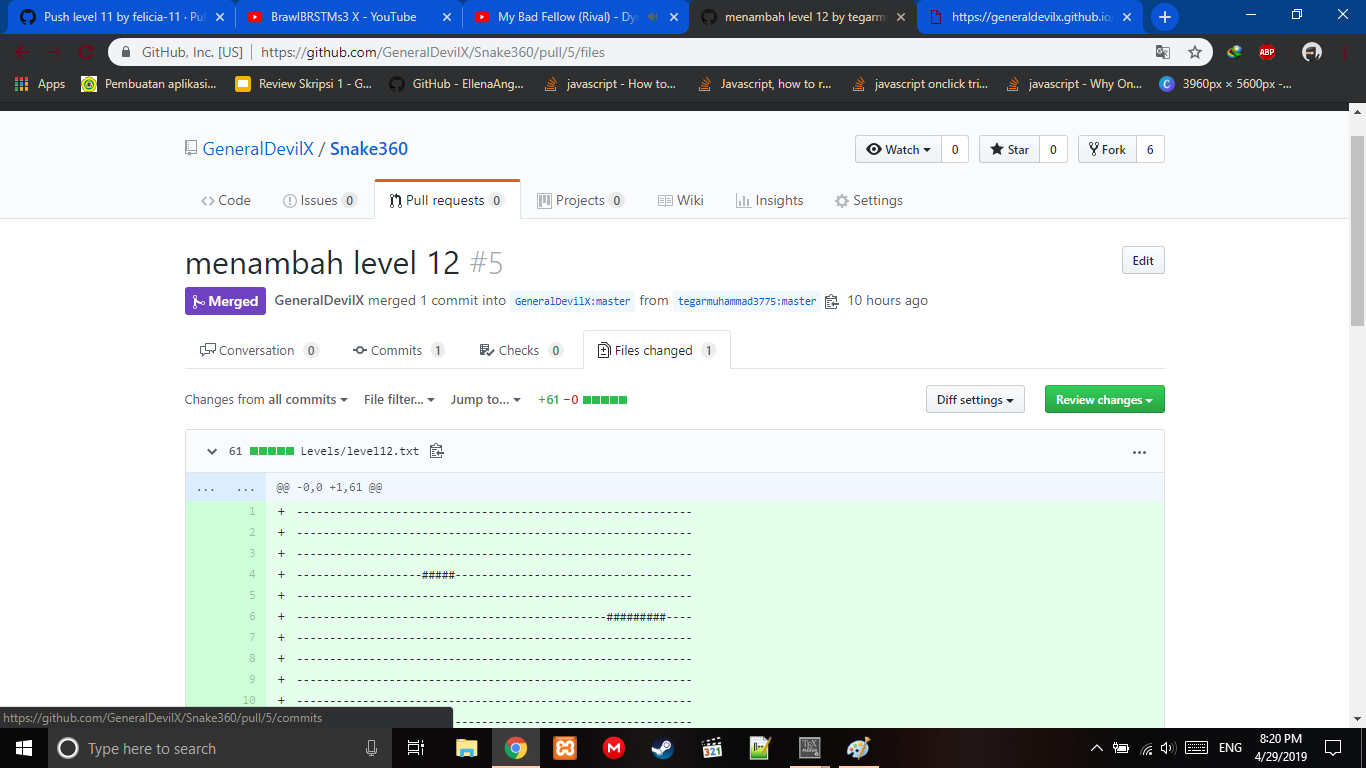 Push level 11 by felicia-11 · Pul
BrawlBRSTMs3 X - YouTube
My Bad Fellow (Rival) - Dyn
menambah level 12 by tegarm
https://generaldevilx.github.io/
GitHub, Inc. [US] | https://github.com/GeneralDevilX/Snake360/pull/5/files
Apps
Pembuatan aplikasi...
Review Skripsi 1 - G...
GitHub - EllenaAng...
javascript - How to...
Javascript, how to r...
javascript onclick tri...
javascript - Why On...
3960px × 5600px -...
GeneralDevilX / Snake360
Watch 0
Star 0
Fork 6
Code
Issues 0
Pull requests 0
Projects 0
Wiki
Insights
Settings
menambah level 12 #5
Edit
Merged GeneralDevilX merged 1 commit into GeneralDevilX:master from tegarmuhammad3775:master 10 hours ago
Conversation 0
Commits 1
Checks 0
Files changed 1
Changes from all commits
File filter...
Jump to...
+61 −0
Diff settings
Review changes
61 Levels/level12.txt
...
... ... @@ -0,0 +1,61 @@
1 + ------------------------------------------------------------
2 + ------------------------------------------------------------
3 + ------------------------------------------------------------
4 + -------------------#####------------------------------------
5 + ------------------------------------------------------------
6 + -----------------------------------------------#########----
7 + ------------------------------------------------------------
8 + ------------------------------------------------------------
9 + ------------------------------------------------------------
10 + ------------------------------------------------------------
https://github.com/GeneralDevilX/Snake360/pull/5/commits
Type here to search
ENG
8:20 PM
4/29/2019